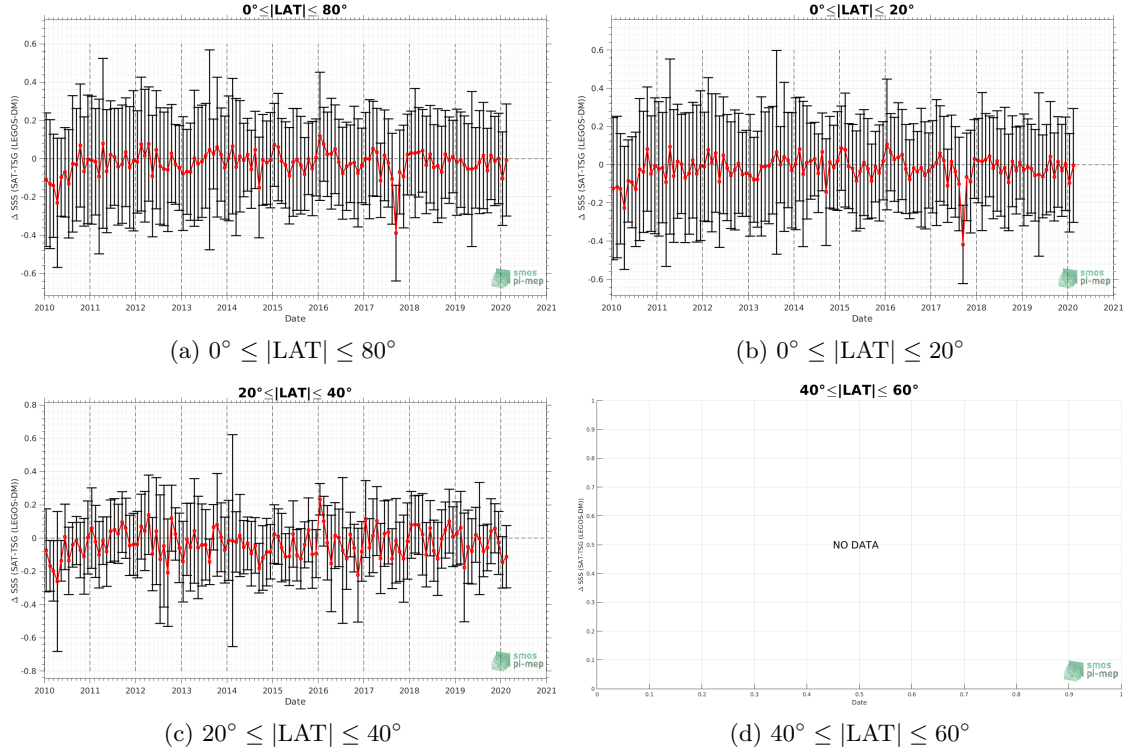 0°≤|LAT|≤ 80°
0.6
0.4
0.2
0
-0.2
-0.4
-0.6
Δ SSS (SAT-TSG (LEGOS-DM))
2010 2011 2012 2013 2014 2015 2016 2017 2018 2019 2020 2021
Date
smos
pi-mep
(a) 0° ≤ |LAT| ≤ 80°
0°≤|LAT|≤ 20°
0.6
0.4
0.2
0
-0.2
-0.4
-0.6
Δ SSS (SAT-TSG (LEGOS-DM))
2010 2011 2012 2013 2014 2015 2016 2017 2018 2019 2020 2021
Date
smos
pi-mep
(b) 0° ≤ |LAT| ≤ 20°
20°≤|LAT|≤ 40°
0.8
0.6
0.4
0.2
0
-0.2
-0.4
-0.6
-0.8
Δ SSS (SAT-TSG (LEGOS-DM))
2010 2011 2012 2013 2014 2015 2016 2017 2018 2019 2020 2021
Date
smos
pi-mep
(c) 20° ≤ |LAT| ≤ 40°
40°≤|LAT|≤ 60°
1
0.9
0.8
0.7
0.6
0.5
0.4
0.3
0.2
0.1
0
Δ SSS (SAT-TSG (LEGOS-DM))
NO DATA
0 0.1 0.2 0.3 0.4 0.5 0.6 0.7 0.8 0.9 1
Date
smos
pi-mep
(d) 40° ≤ |LAT| ≤ 60°